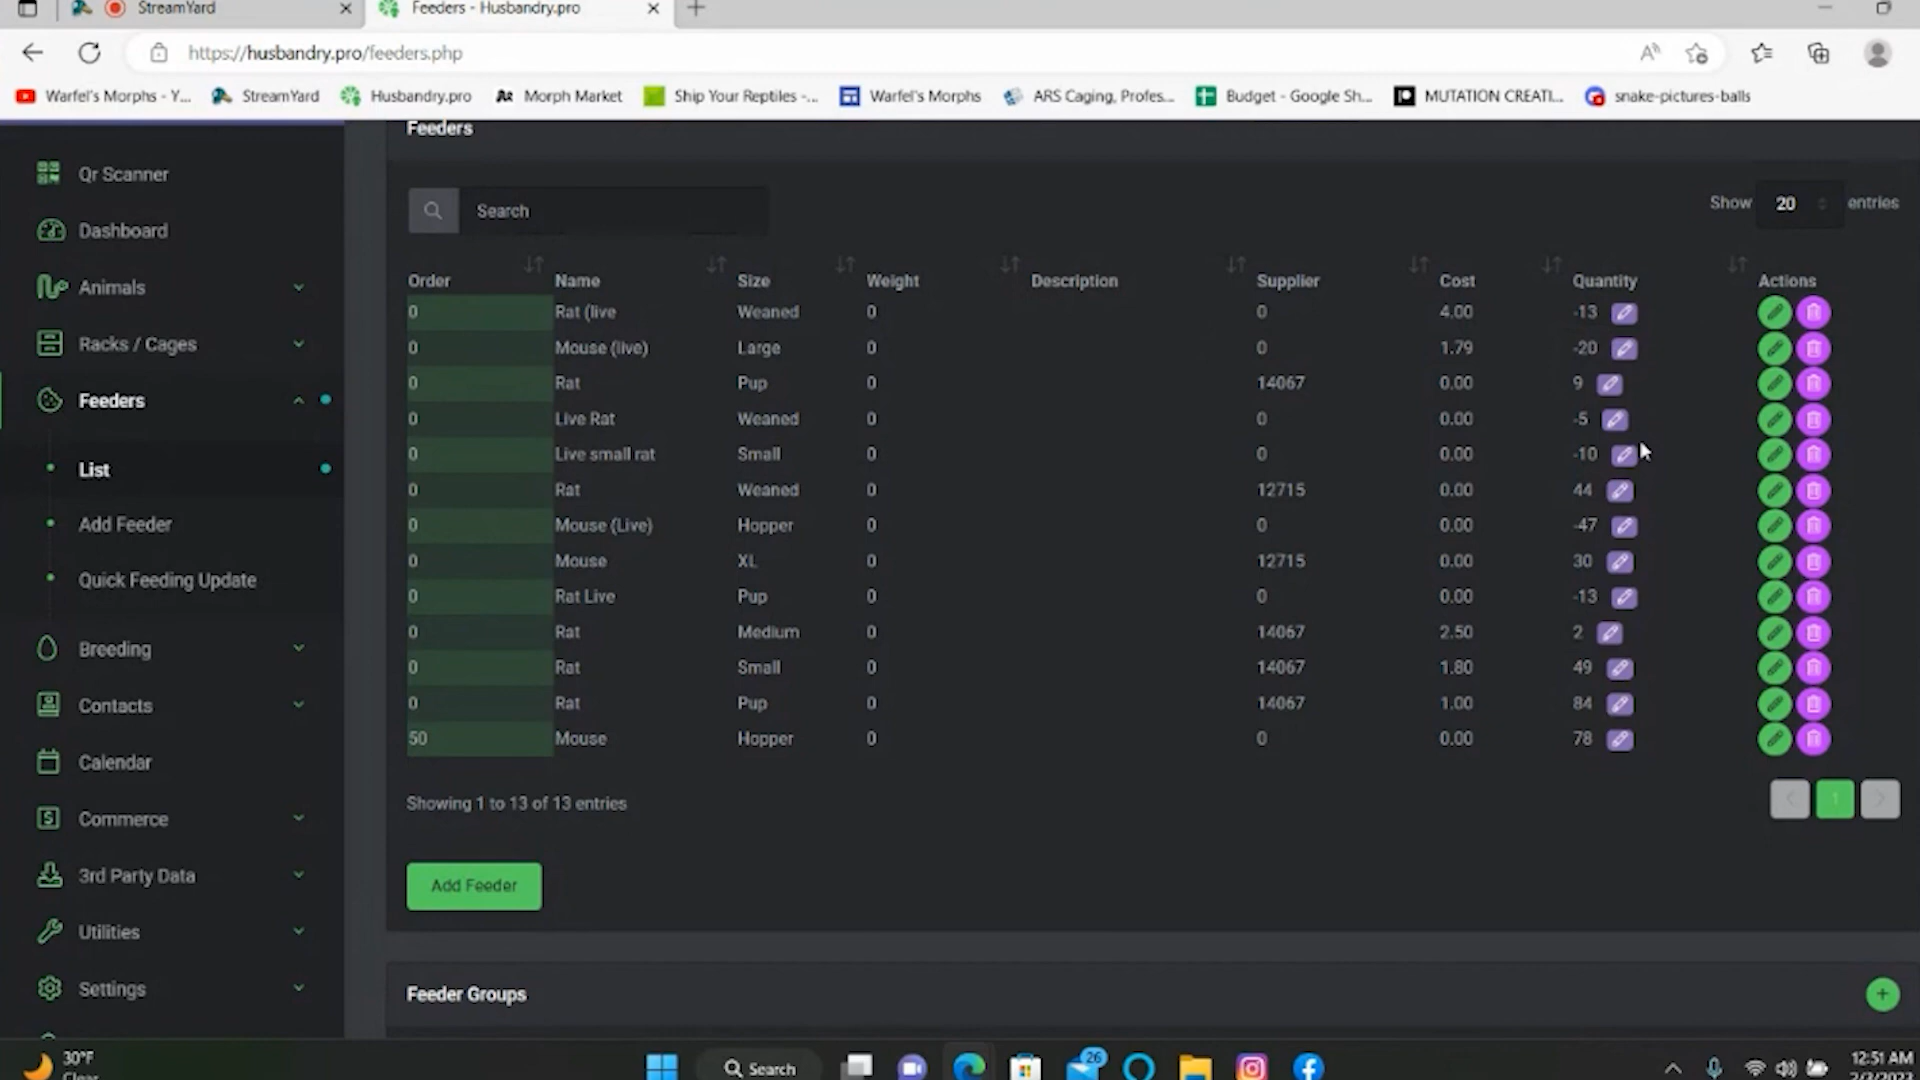 StreamYard
Feeders - Husbandry.pro
https://husbandry.pro/feeders.php
Warfel's Morphs - Y...
StreamYard
Husbandry.pro
Morph Market
Ship Your Reptiles -...
Warfel's Morphs
ARS Caging, Profes...
Budget - Google Sh...
MUTATION CREATI...
snake-pictures-balls
Qr Scanner
Dashboard
Animals
Racks / Cages
Feeders
List
Add Feeder
Quick Feeding Update
Breeding
Contacts
Calendar
Commerce
3rd Party Data
Utilities
Settings
Feeders
Search
Show 20 entries
Order Name Size Weight Description Supplier Cost Quantity Actions
0 Rat (live Weaned 0 0 4.00 -13
0 Mouse (live) Large 0 0 1.79 -20
0 Rat Pup 0 14067 0.00 9
0 Live Rat Weaned 0 0 0.00 -5
0 Live small rat Small 0 0 0.00 -10
0 Rat Weaned 0 12715 0.00 44
0 Mouse (Live) Hopper 0 0 0.00 -47
0 Mouse XL 0 12715 0.00 30
0 Rat Live Pup 0 0 0.00 -13
0 Rat Medium 0 14067 2.50 2
0 Rat Small 0 14067 1.80 49
0 Rat Pup 0 14067 1.00 84
50 Mouse Hopper 0 0 0.00 78
Showing 1 to 13 of 13 entries
1
Add Feeder
Feeder Groups
30°F
Clear
Search
26
12:51 AM